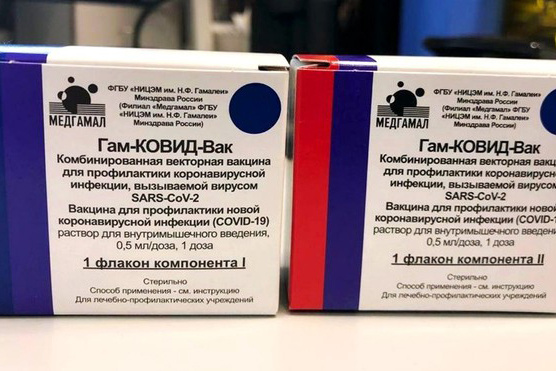 ФГБУ «НИЦЭМ им. Н.Ф. Гамалеи»
Минздрава России
(Филиал «Медгамал» ФГБУ
«НИЦЭМ им. Н.Ф. Гамалеи»
Минздрава России)
МЕДГАМАЛ
Гам-КОВИД-Вак
Комбинированная векторная вакцина
для профилактики коронавирусной
инфекции, вызываемой вирусом
SARS-CoV-2
Вакцина для профилактики новой
коронавирусной инфекции (COVID-19)
раствор для внутримышечного введения,
0,5 мл/доза, 1 доза
1 флакон компонента I
Стерильно
Способ применения - см. инструкцию
Для лечебно-профилактических учреждений
ФГБУ «НИЦЭМ им. Н.Ф. Гамалеи»
Минздрава России
(Филиал «Медгамал» ФГБУ
«НИЦЭМ им. Н.Ф. Гамалеи»
Минздрава России)
МЕДГАМАЛ
Гам-КОВИД-Вак
Комбинированная векторная вакцина
для профилактики коронавирусной
инфекции, вызываемой вирусом
SARS-CoV-2
Вакцина для профилактики новой
коронавирусной инфекции (COVID-1
раствор для внутримышечного введения,
0,5 мл/доза, 1 доза
1 флакон компонента II
Стерильно
Способ применения - см. инструкцию
Для лечебно-профилактических учреждений